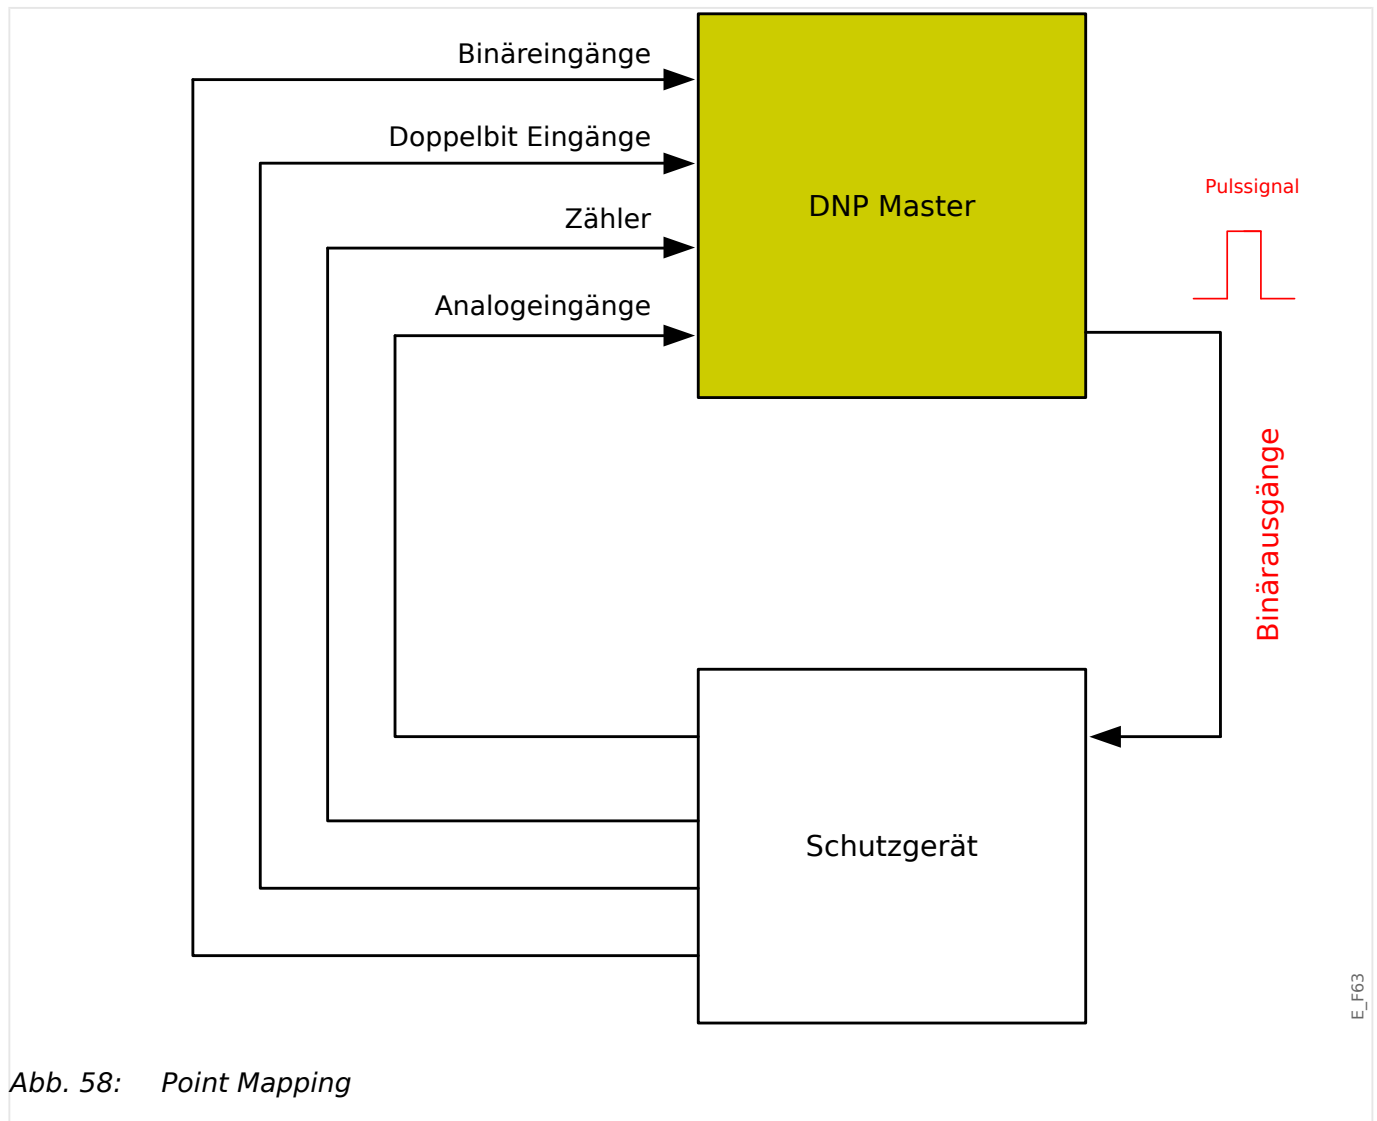 Binäreingänge
Doppelbit Eingänge
Zähler
Analogeingänge
DNP Master
Pulssignal
Binärausgänge
Schutzgerät
E_F63
Abb. 58: Point Mapping